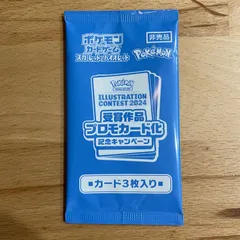 ポケモン
カードゲーム
スカーレット&バイオレット
非売品
Pokémon
Pokémon
ILLUSTRATION
CONTEST 2024
受賞作品
プロモカード化
記念キャンペーン
■カード3枚入り■